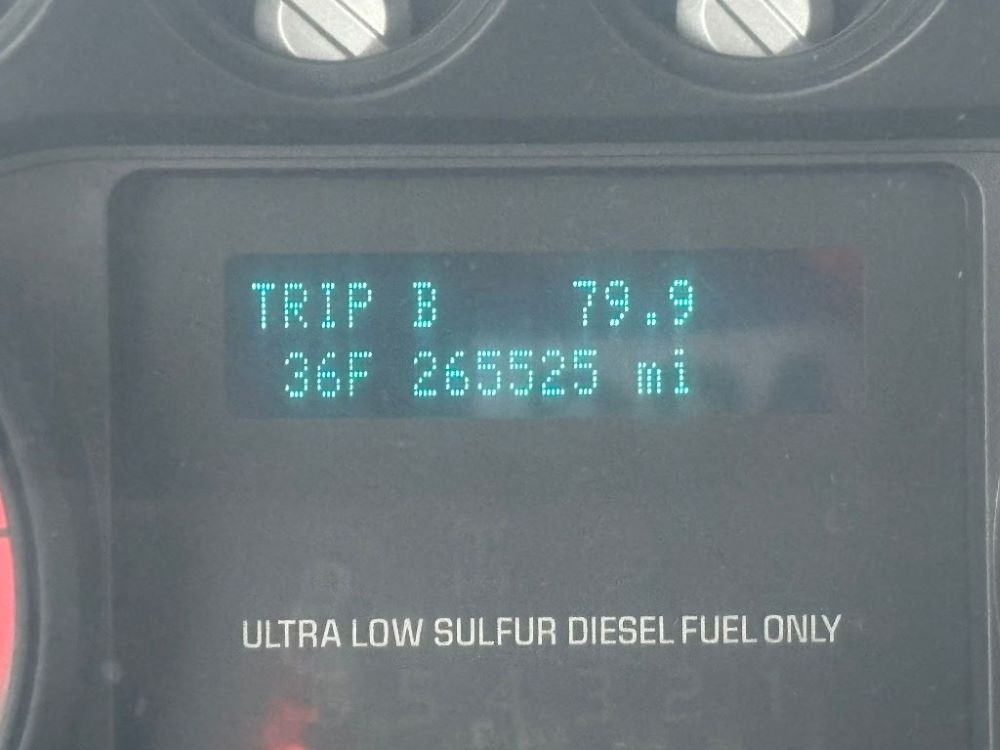 TRIP B 79.9
36F 265525 mi
ULTRA LOW SULFUR DIESEL FUEL ONLY